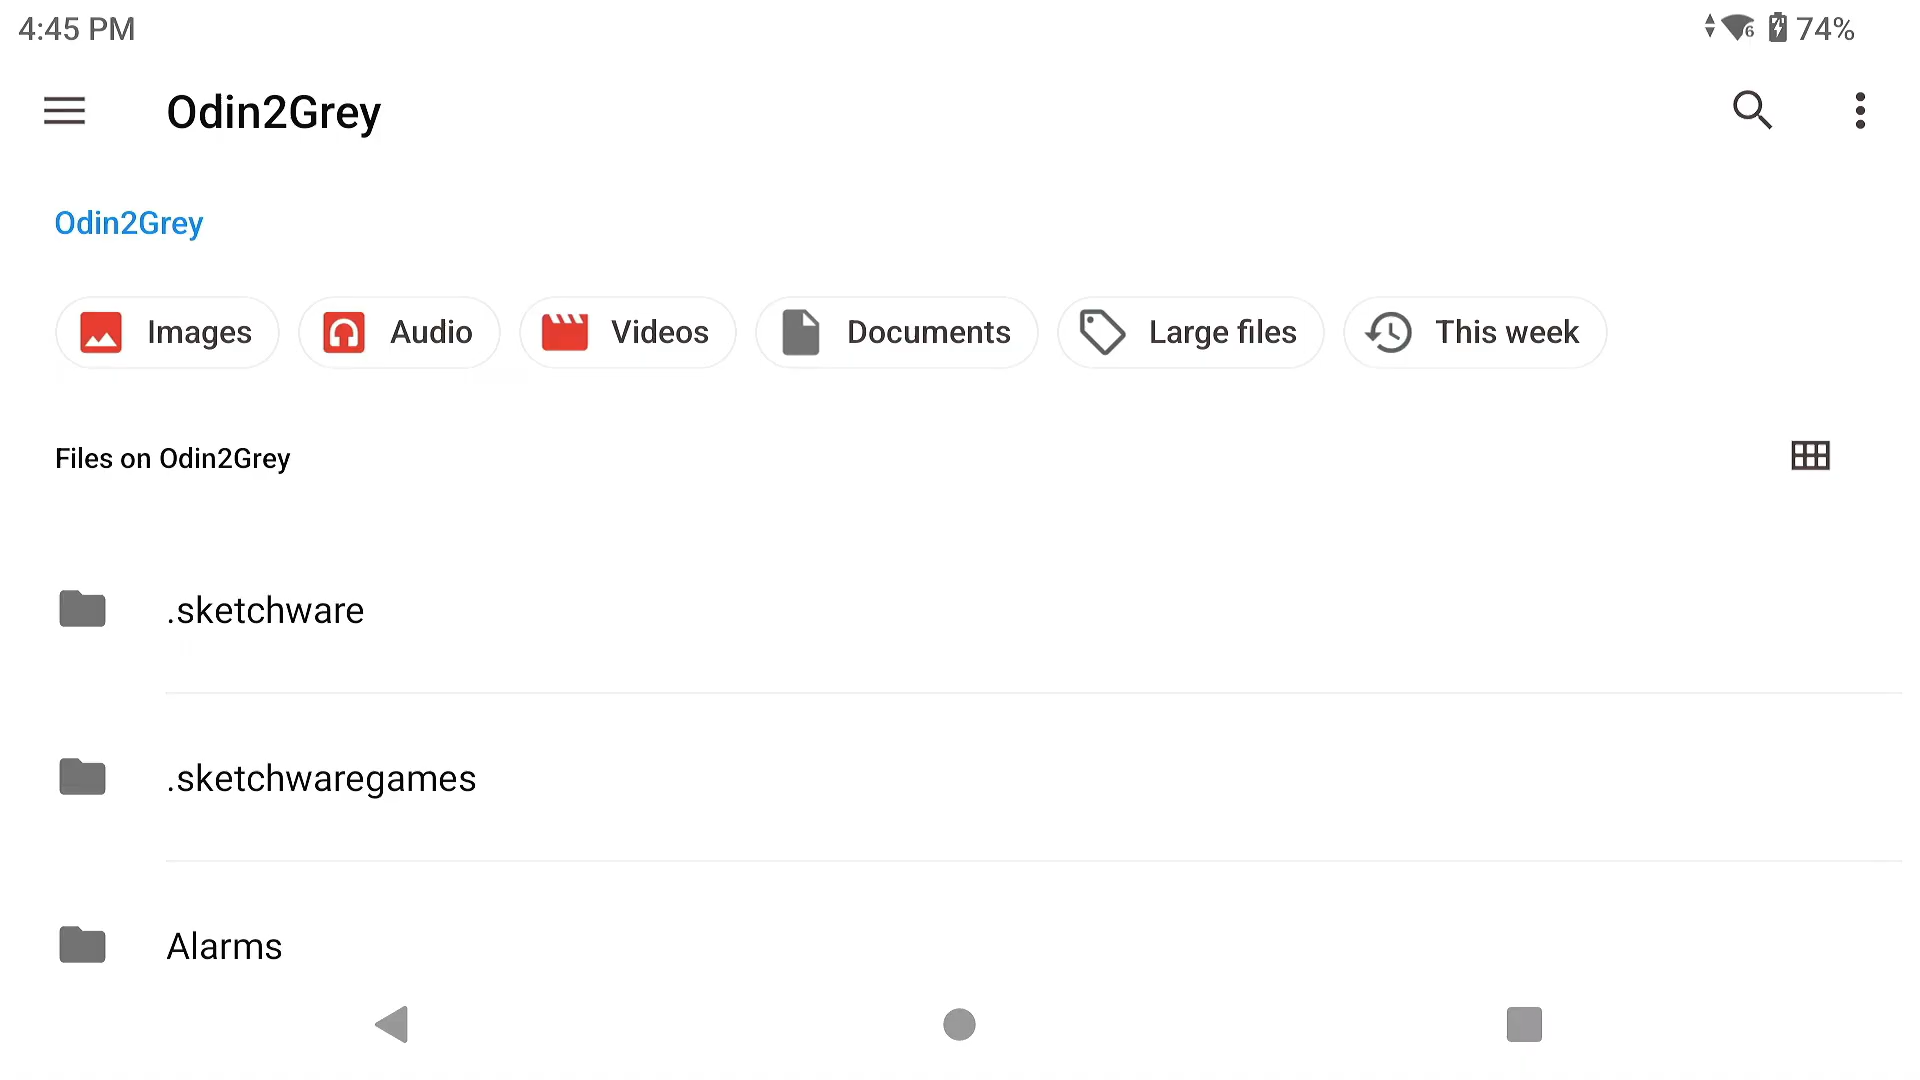 4:45 PM
6
74%
Odin2Grey
Odin2Grey
Images
Audio
Videos
Documents
Large files
This week
Files on Odin2Grey
.sketchware
.sketchwaregames
Alarms